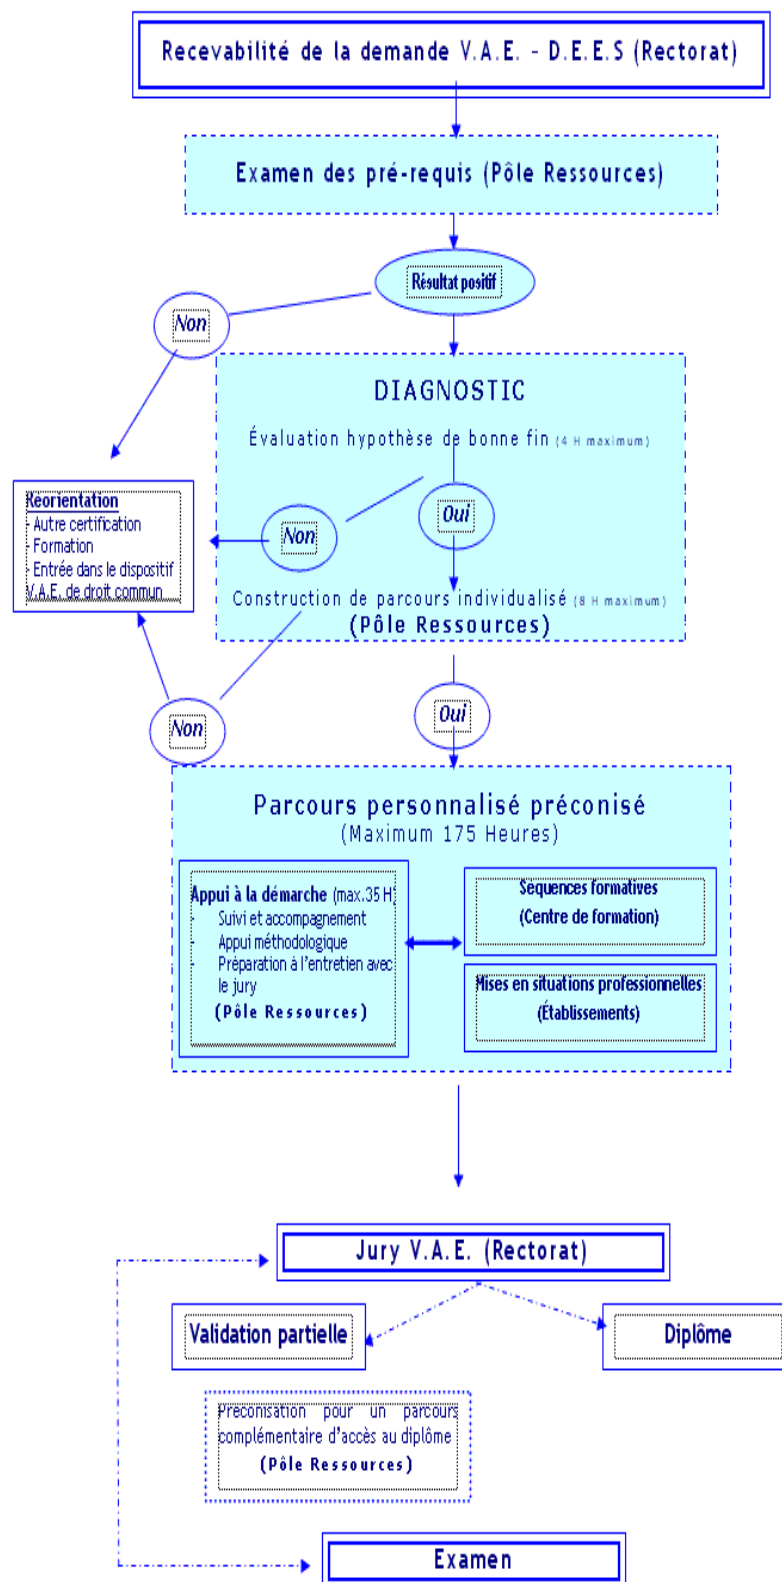 Recevabilité de la demande V.A.E. - D.E.E.S (Rectorat)
Examen des pré-requis (Pôle Ressources)
Résultat positif
Non
DIAGNOSTIC
Évaluation hypothèse de bonne fin (4 H maximum)
Oui
Non
Reorientation
- Autre certification
- Formation
- Entrée dans le dispositif
V.A.E. de droit commun
Construction de parcours individualisé (8 H maximum)
(Pôle Ressources)
Non
Oui
Parcours personnalisé préconisé
(Maximum 175 Heures)
Appui à la démarche (max.35 H)
- Suivi et accompagnement
- Appui méthodologique
- Préparation à l'entretien avec
le jury
(Pôle Ressources)
Séquences formatives
(Centre de formation)
Mises en situations professionnelles
(Établissements)
Jury V.A.E. (Rectorat)
Validation partielle
Diplôme
Préconisation pour un parcours
complémentaire d'accès au diplôme
(Pôle Ressources)
Examen